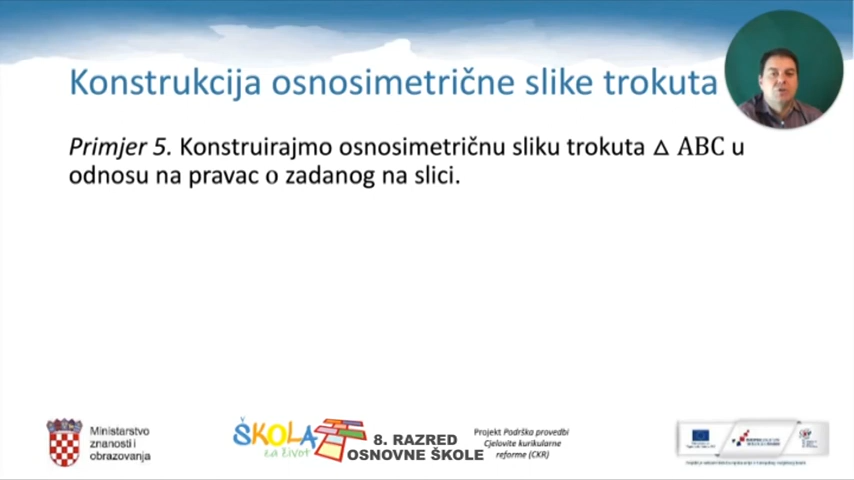 Konstrukcija osnosimetrične slike trokuta
Primjer 5. Konstruirajmo osnosimetričnu sliku trokuta △ ABC u
odnosu na pravac o zadanog na slici.
Ministarstvo
znanosti i
obrazovanja
ŠKOLA
za život
8. RAZRED
OSNOVNE ŠKOLE
Projekt Podrška provedbi
Cjelovite kurikularne
reforme (CKR)